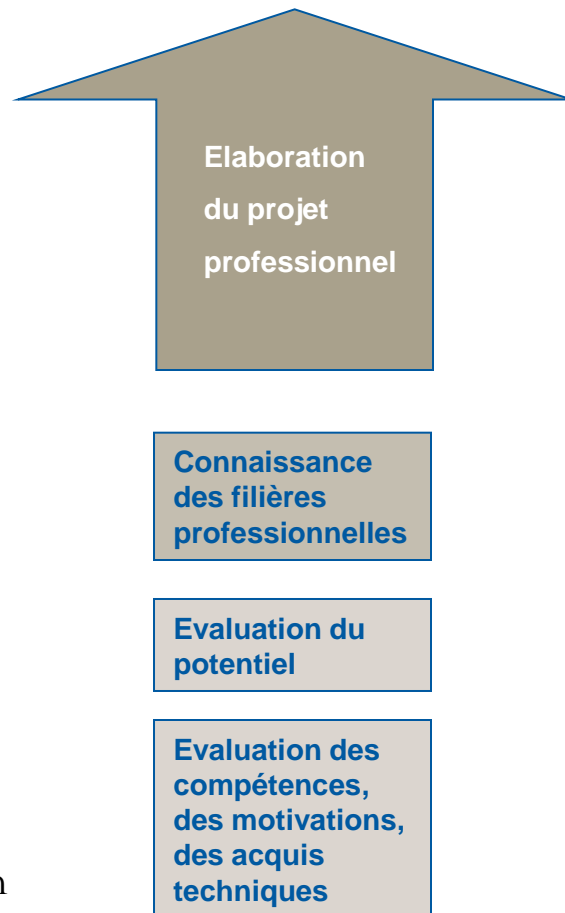 Elaboration
du projet
professionnel
Connaissance
des filières
professionnelles
Evaluation du
potentiel
Evaluation des
compétences,
des motivations,
des acquis
techniques